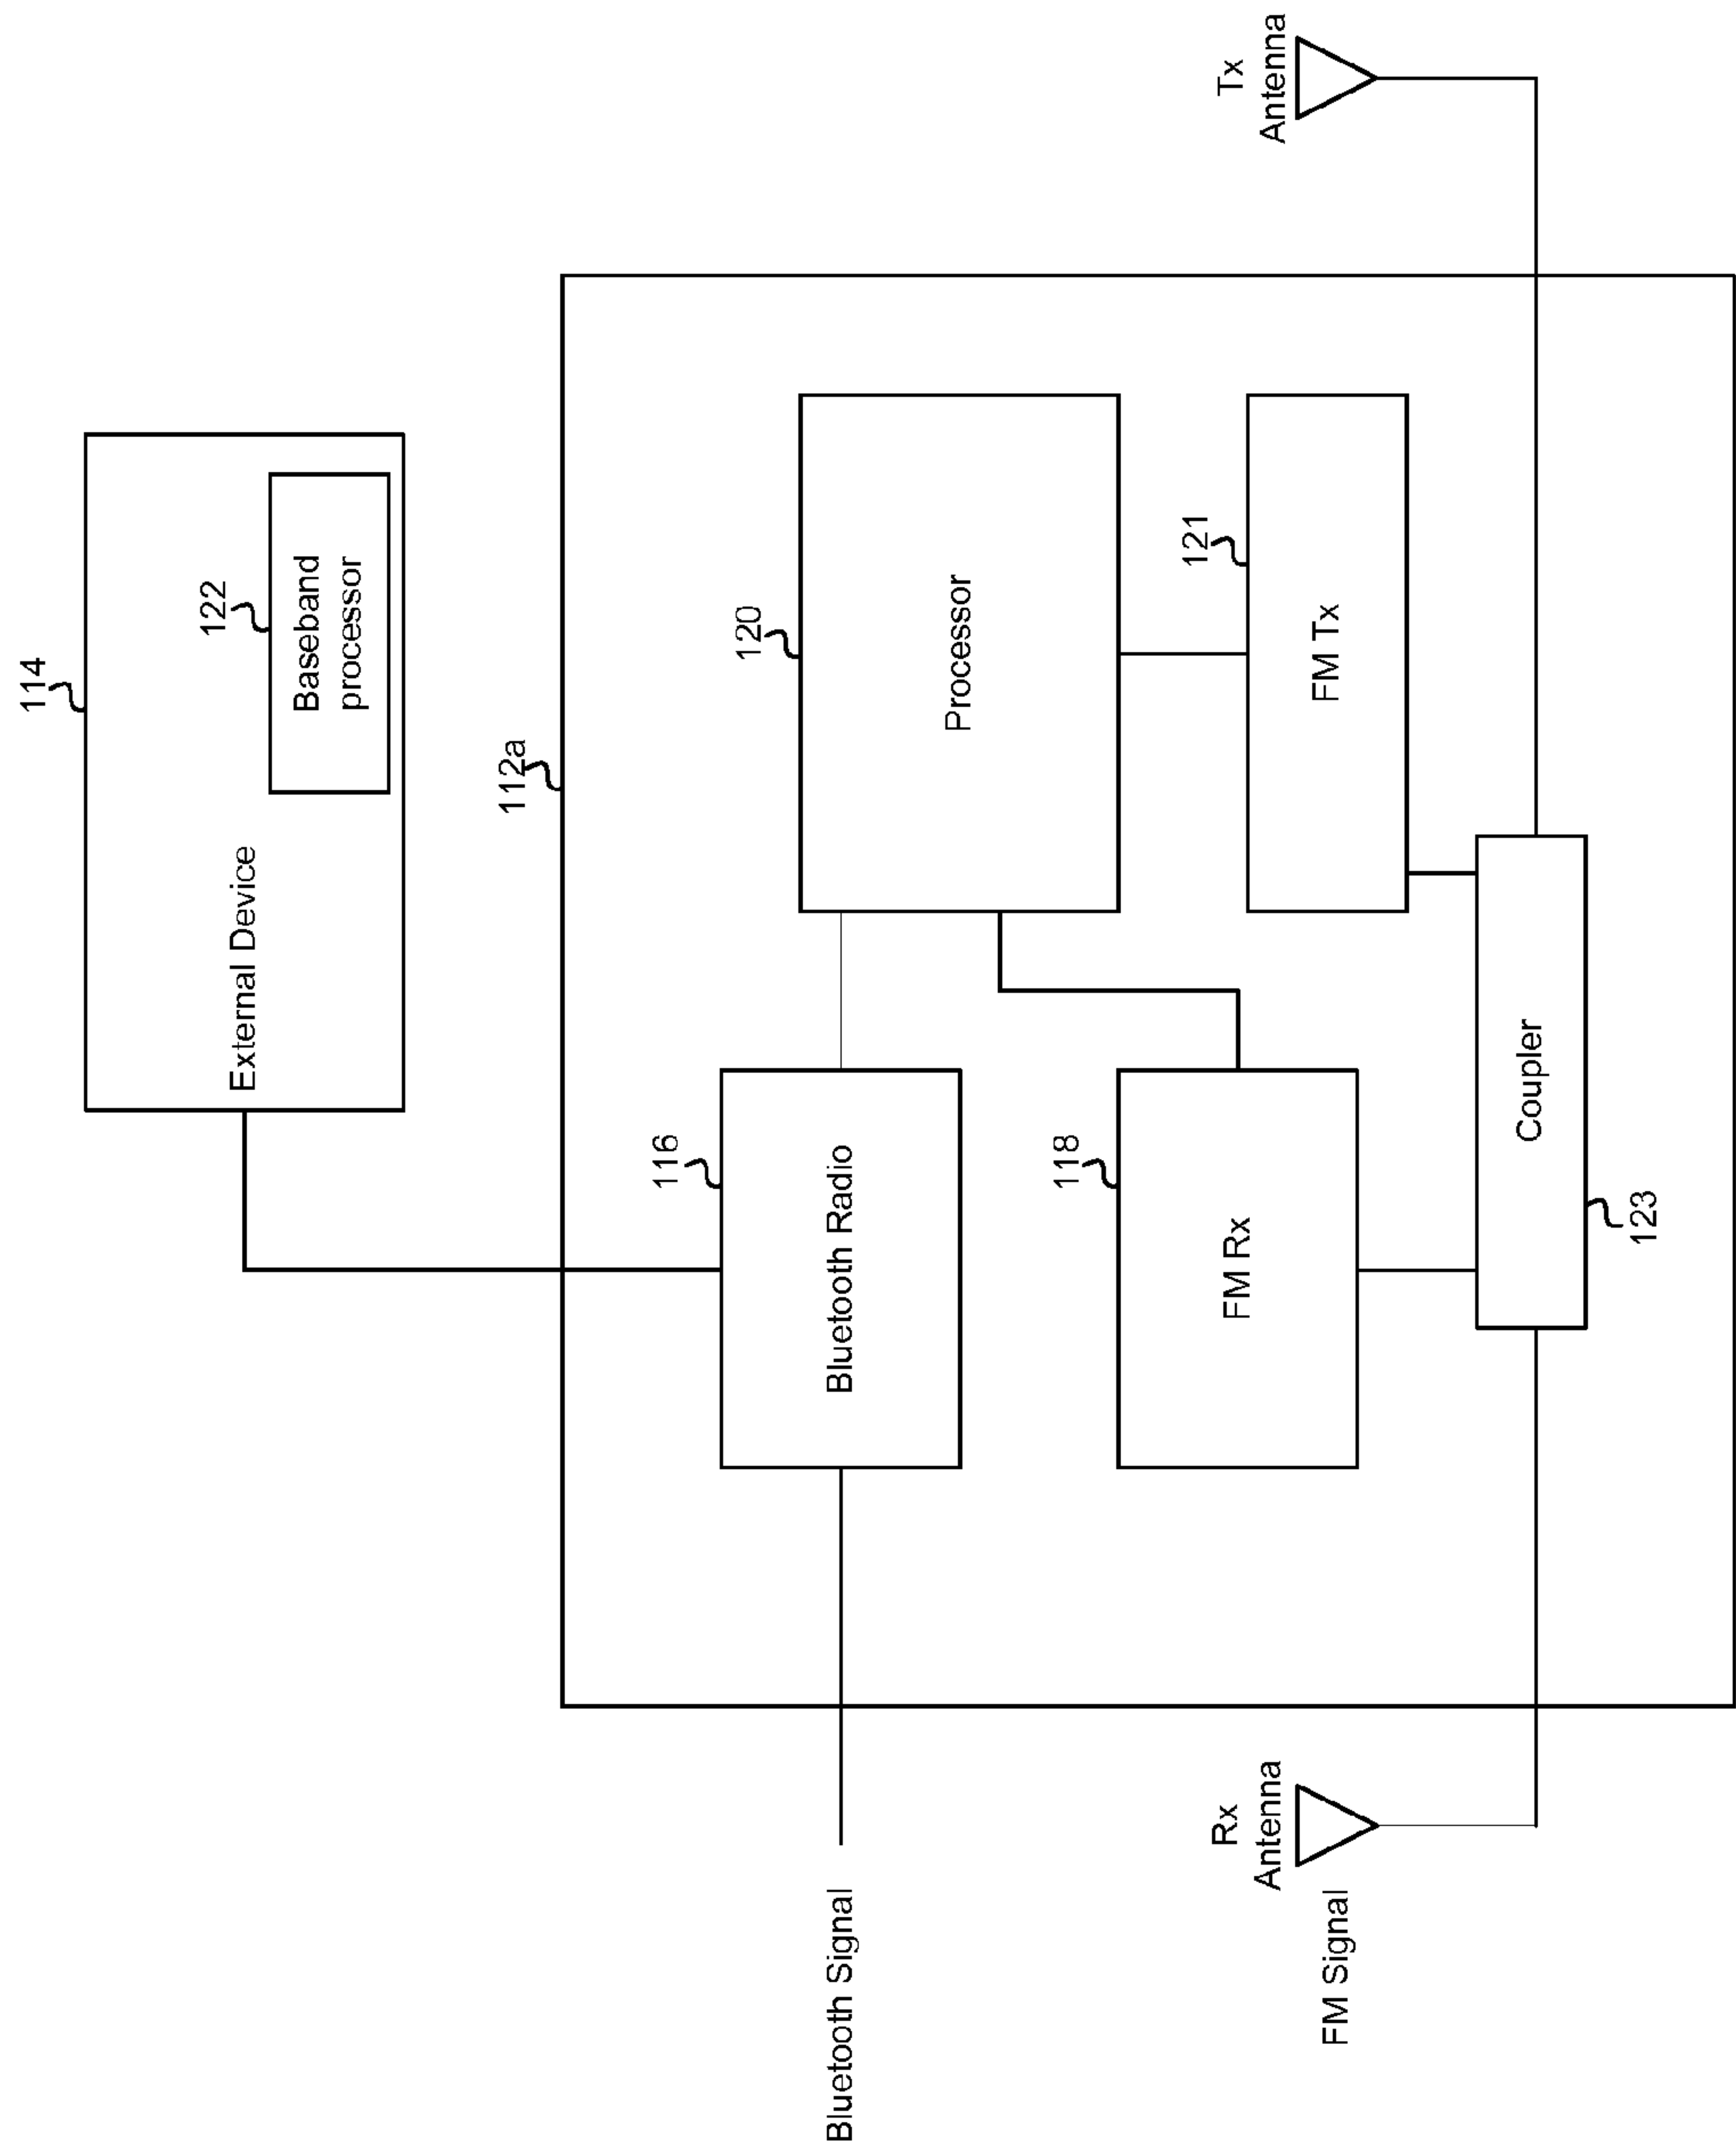 114
External Device
122
Baseband
processor
112a
116
Bluetooth Radio
120
Processor
Bluetooth Signal
118
FM Rx
121
FM Tx
Rx
Antenna
FM Signal
Tx
Antenna
Coupler
123